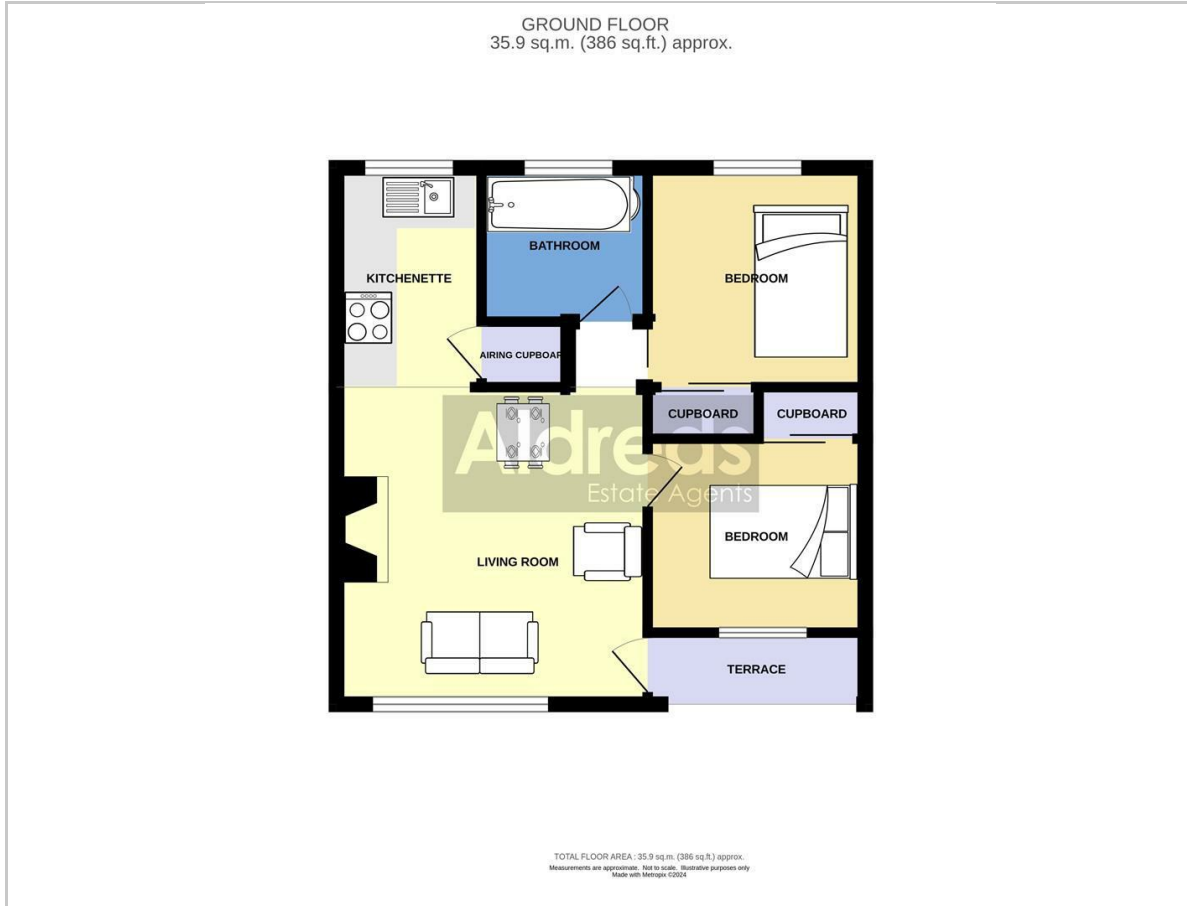 GROUND FLOOR
35.9 sq.m. (386 sq.ft.) approx.
BATHROOM
KITCHENETTE
BEDROOM
AIRING CUPBOAR
CUPBOARD
CUPBOARD
Aldreds
Estate Agents
BEDROOM
LIVING ROOM
TERRACE
TOTAL FLOOR AREA : 35.9 sq.m. (386 sq.ft.) approx.
Measurements are approximate. Not to scale. Illustrative purposes only
Made with Metropix ©2024